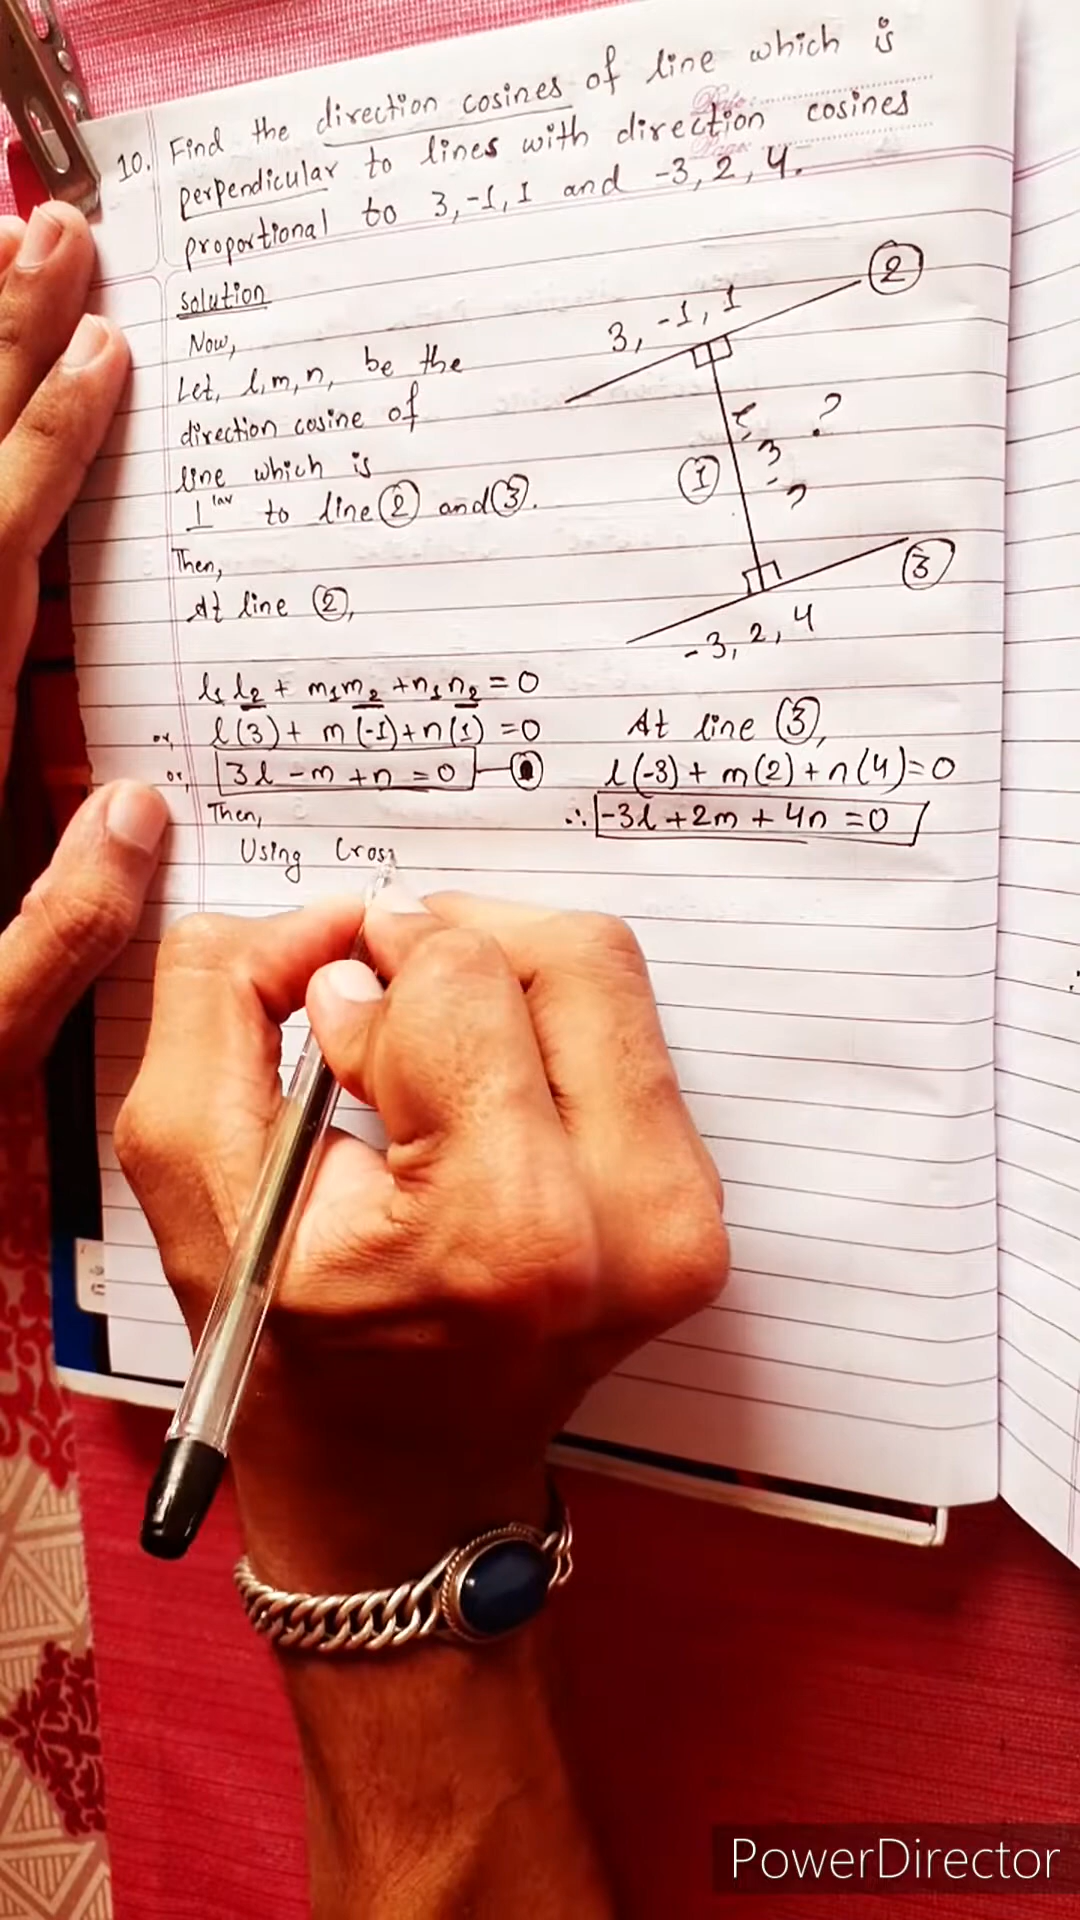 10. Find the direction cosines of line which is
perpendicular to lines with direction cosines
proportional to 3,-1,1 and -3,2,4.
Solution
Now,
Let, l,m,n, be the
direction cosine of
line which is
⊥lar to line ② and ③.
Then,
At line ②,
3, -1, 1
②
?
①
③
-3, 2, 4
l₁l₂ + m₁m₂ + n₁n₂ = 0
or, l(3) + m(-1) + n(1) = 0
or, 3l - m + n = 0
Then,
Using Cross
At line ③,
l(-3) + m(2) + n(4) = 0
∴ -3l + 2m + 4n = 0
PowerDirector